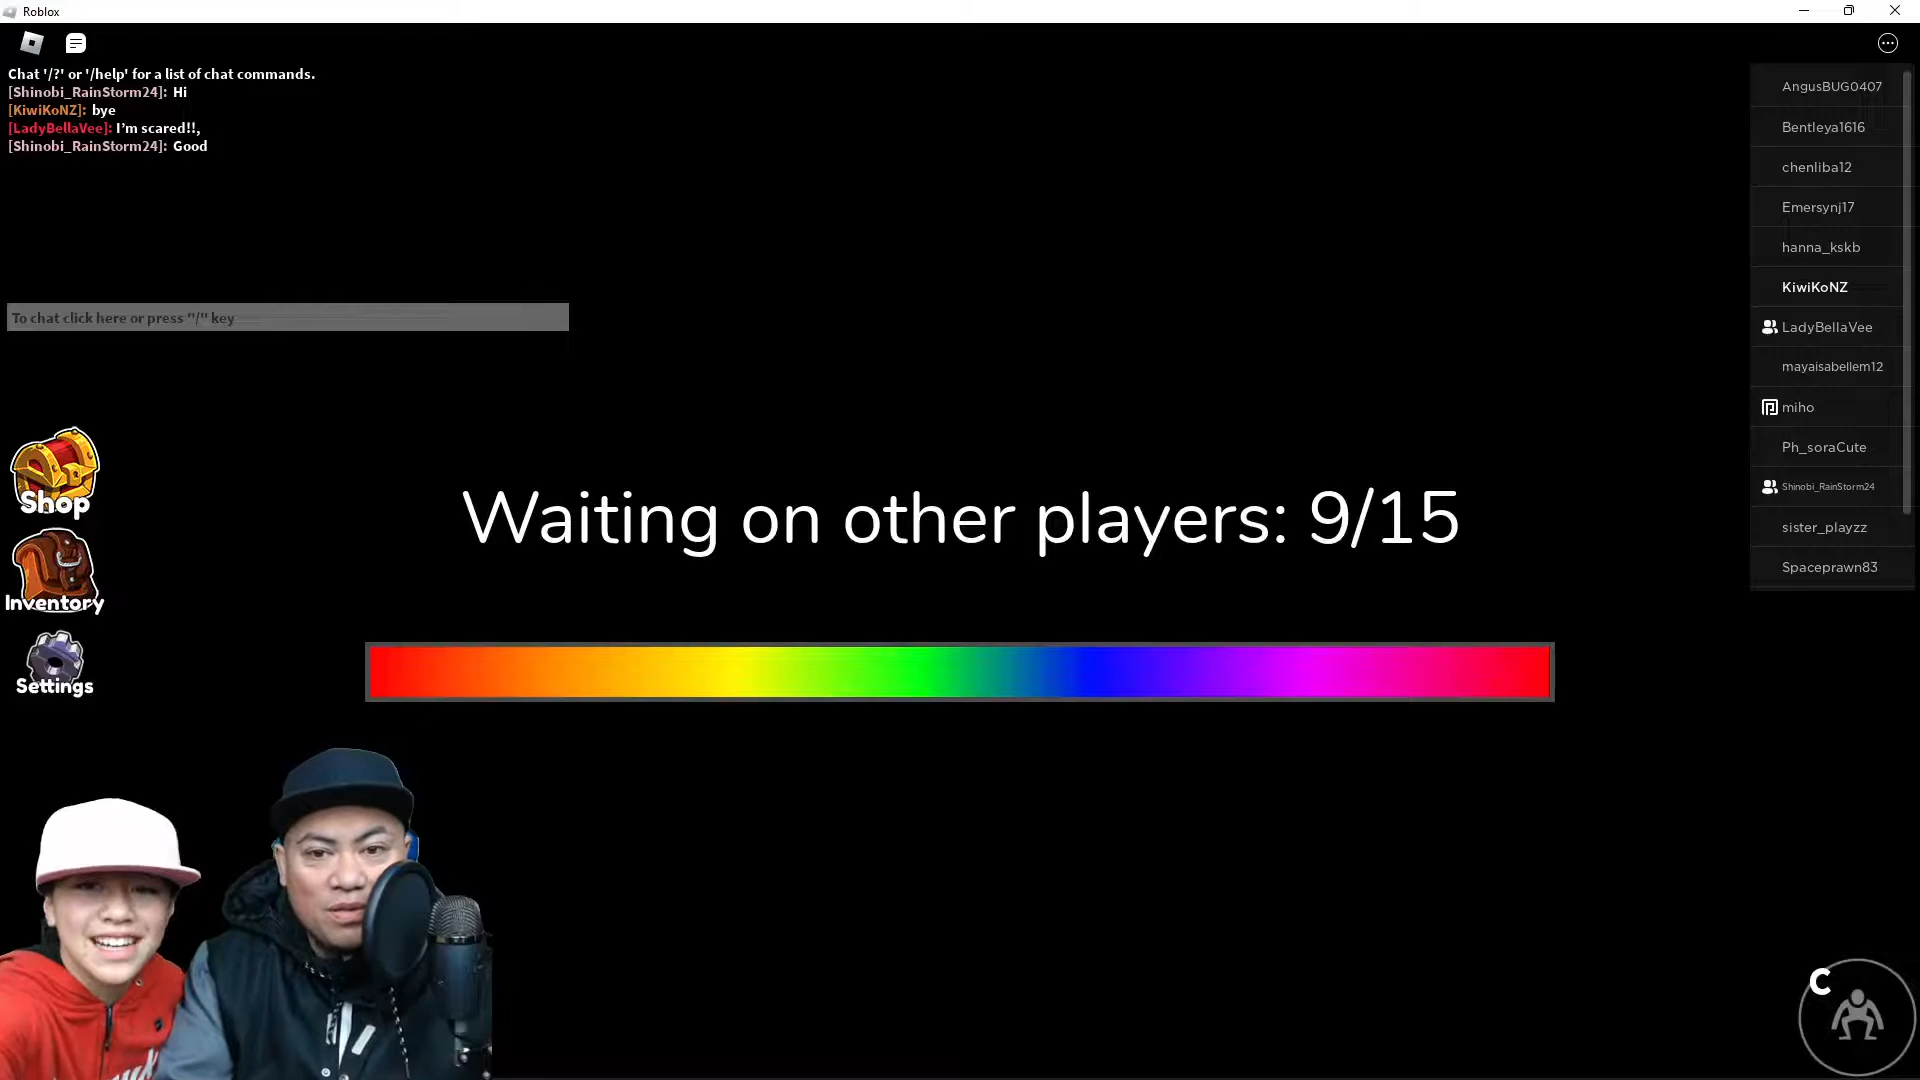 Roblox
Chat '/?' or '/help' for a list of chat commands.
[Shinobi_RainStorm24]: Hi
[KiwiKoNZ]: bye
[LadyBellaVee]: I'm scared!!,
[Shinobi_RainStorm24]: Good
To chat click here or press "/" key
AngusBUG0407
Bentleya1616
chenliba12
Emersynj17
hanna_kskb
KiwiKoNZ
LadyBellaVee
mayaisabellem12
miho
Ph_soraCute
Shinobi_RainStorm24
sister_playzz
Spaceprawn83
Shop
Inventory
Settings
Waiting on other players: 9/15
C